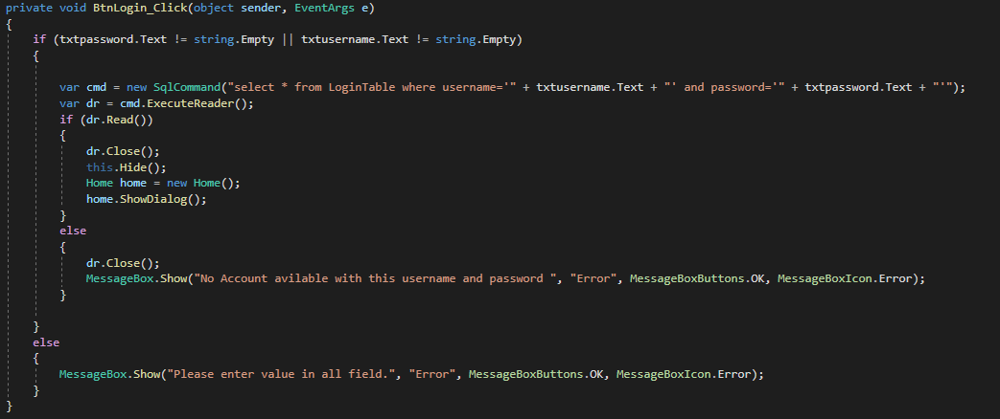 private void BtnLogin_Click(object sender, EventArgs e)
{
if (txtpassword.Text != string.Empty || txtusername.Text != string.Empty)
{
var cmd = new SqlCommand("select * from LoginTable where username='" + txtusername.Text + "' and password='" + txtpassword.Text + "'");
var dr = cmd.ExecuteReader();
if (dr.Read())
{
dr.Close();
this.Hide();
Home home = new Home();
home.ShowDialog();
}
else
{
dr.Close();
MessageBox.Show("No Account avilable with this username and password ", "Error", MessageBoxButtons.OK, MessageBoxIcon.Error);
}
}
else
{
MessageBox.Show("Please enter value in all field.", "Error", MessageBoxButtons.OK, MessageBoxIcon.Error);
}
}